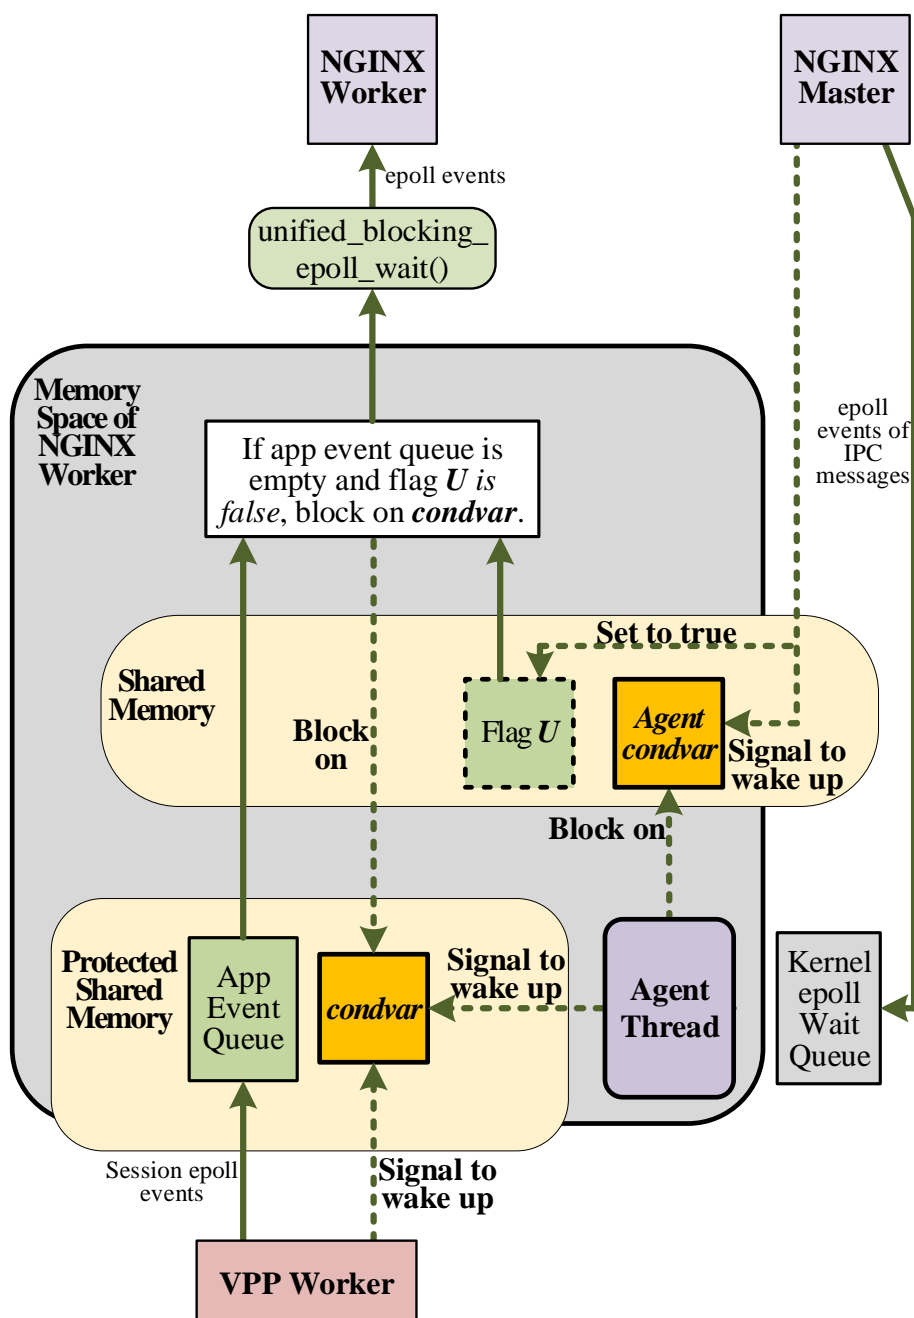 NGINX
Worker
NGINX
Master
epoll events
unified_blocking_
epoll_wait()
Memory
Space of
NGINX
Worker
epoll
events of
IPC
messages
If app event queue is
empty and flag U is
false, block on condvar.
Set to true
Shared
Memory
Flag U
Agent
condvar
Block
on
Signal to
wake up
Block on
Protected
Shared
Memory
App
Event
Queue
condvar
Signal to
wake up
Agent
Thread
Kernel
epoll
Wait
Queue
Session epoll
events
Signal to
wake up
VPP Worker